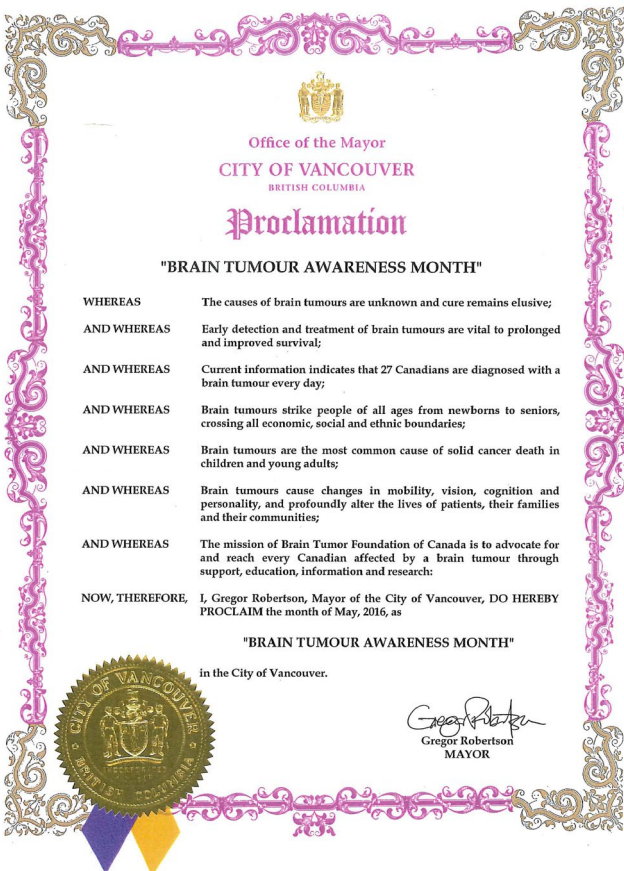 Office of the Mayor
CITY OF VANCOUVER
BRITISH COLUMBIA
Proclamation
"BRAIN TUMOUR AWARENESS MONTH"
WHEREAS The causes of brain tumours are unknown and cure remains elusive;
AND WHEREAS Early detection and treatment of brain tumours are vital to prolonged
and improved survival;
AND WHEREAS Current information indicates that 27 Canadians are diagnosed with a
brain tumour every day;
AND WHEREAS Brain tumours strike people of all ages from newborns to seniors,
crossing all economic, social and ethnic boundaries;
AND WHEREAS Brain tumours are the most common cause of solid cancer death in
children and young adults;
AND WHEREAS Brain tumours cause changes in mobility, vision, cognition and
personality, and profoundly alter the lives of patients, their families
and their communities;
AND WHEREAS The mission of Brain Tumor Foundation of Canada is to advocate for
and reach every Canadian affected by a brain tumour through
support, education, information and research:
NOW, THEREFORE, I, Gregor Robertson, Mayor of the City of Vancouver, DO HEREBY
PROCLAIM the month of May, 2016, as
"BRAIN TUMOUR AWARENESS MONTH"
in the City of Vancouver.
Gregor Robertson
Gregor Robertson
MAYOR
CITY OF VANCOUVER
BRITISH COLUMBIA
INCORPORATED